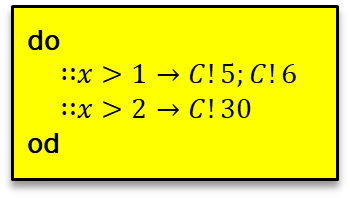 do
::x > 1 → C! 5; C! 6
::x > 2 → C! 30
od